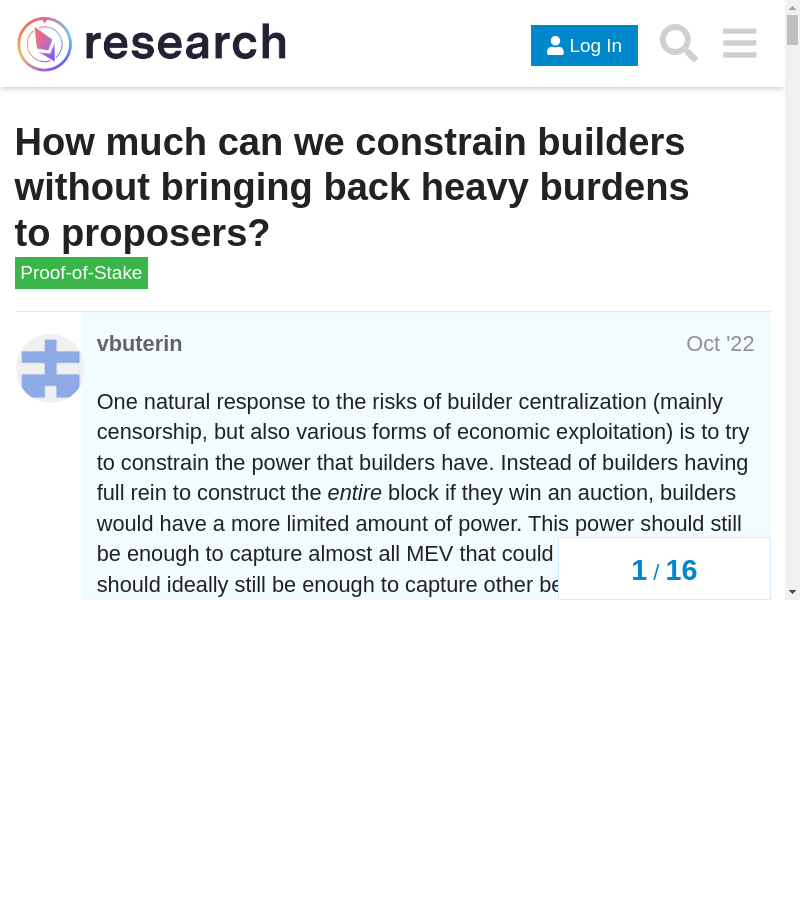 research
Log In
How much can we constrain builders
without bringing back heavy burdens
to proposers?
Proof-of-Stake
vbuterin
Oct '22
One natural response to the risks of builder centralization (mainly
censorship, but also various forms of economic exploitation) is to try
to constrain the power that builders have. Instead of builders having
full rein to construct the entire block if they win an auction, builders
would have a more limited amount of power. This power should still
be enough to capture almost all MEV that could
should ideally still be enough to capture other
1 / 16